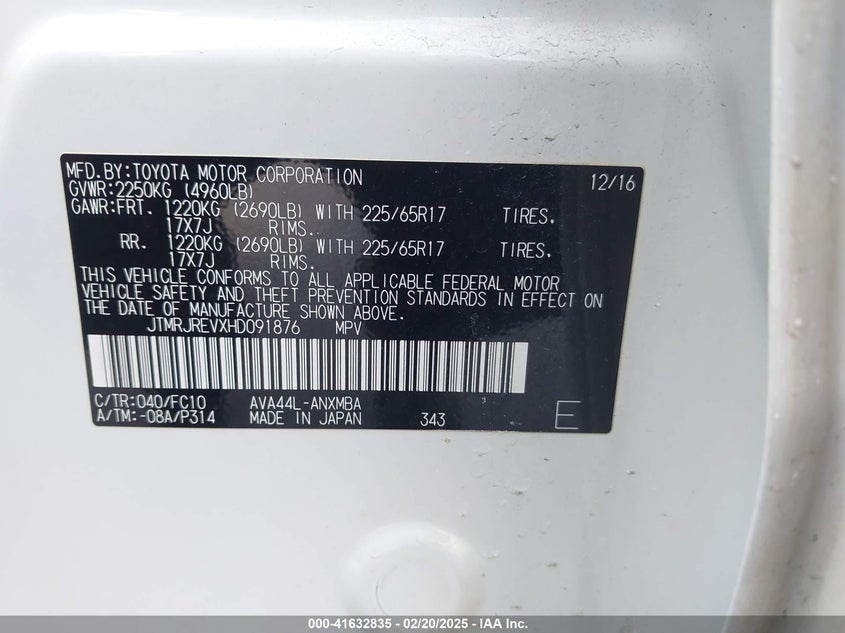 MFD.BY:TOYOTA MOTOR CORPORATION 12/16
GVWR:2250KG (4960LB)
GAWR:FRT. 1220KG (2690LB) WITH 225/65R17 TIRES,
17X7J RIMS.
RR. 1220KG (2690LB) WITH 225/65R17 TIRES,
17X7J RIMS.
THIS VEHICLE CONFORMS TO ALL APPLICABLE FEDERAL MOTOR
VEHICLE SAFETY AND THEFT PREVENTION STANDARDS IN EFFECT ON
THE DATE OF MANUFACTURE SHOWN ABOVE.
JTMRJREVXHD091876 MPV
C/TR:040/FC10 AVA44L-ANXMBA
A/TM:-08A/P314 MADE IN JAPAN 343 E
000-41632835 - 02/20/2025 - IAA Inc.